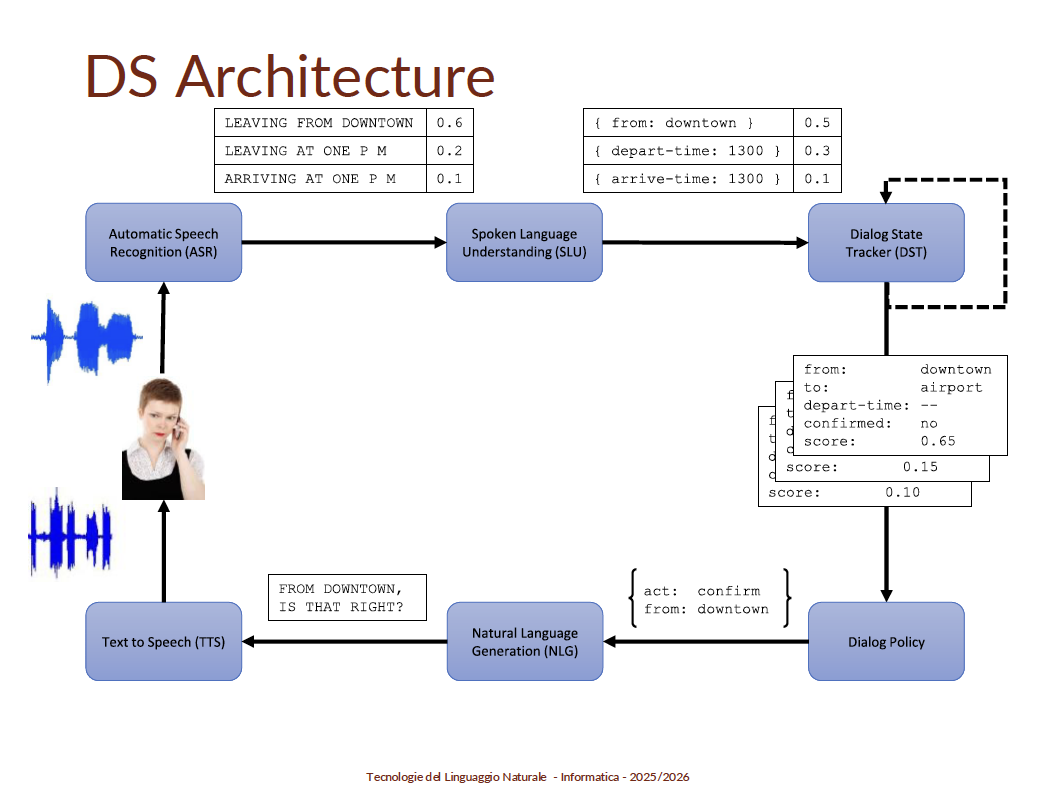 DS Architecture
LEAVING FROM DOWNTOWN 0.6
LEAVING AT ONE P M 0.2
ARRIVING AT ONE P M 0.1
{ from: downtown } 0.5
{ depart-time: 1300 } 0.3
{ arrive-time: 1300 } 0.1
Automatic Speech
Recognition (ASR)
Spoken Language
Understanding (SLU)
Dialog State
Tracker (DST)
from: downtown
to: airport
depart-time: --
confirmed: no
score: 0.65
score: 0.15
score: 0.10
act: confirm
from: downtown
FROM DOWNTOWN,
IS THAT RIGHT?
Text to Speech (TTS)
Natural Language
Generation (NLG)
Dialog Policy
Tecnologie del Linguaggio Naturale - Informatica - 2025/2026